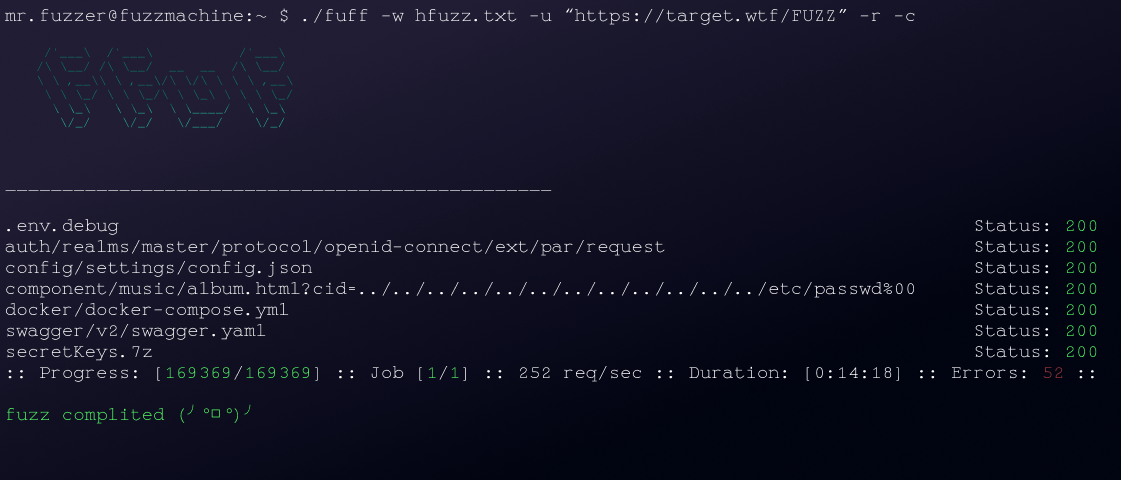 mr.fuzzer@fuzzmachine:~ $ ./fuff -w hfuzz.txt -u “https://target.wtf/FUZZ” -r -c
FFUF
.env.debug Status: 200
auth/realms/master/protocol/openid-connect/ext/par/request Status: 200
config/settings/config.json Status: 200
component/music/album.html?cid=../../../../../../../../../../../../etc/passwd%00 Status: 200
docker/docker-compose.yml Status: 200
swagger/v2/swagger.yaml Status: 200
secretKeys.7z Status: 200
:: Progress: [169369/169369] :: Job [1/1] :: 252 req/sec :: Duration: [0:14:18] :: Errors: 52 ::
fuzz complited (╯°□°)╯